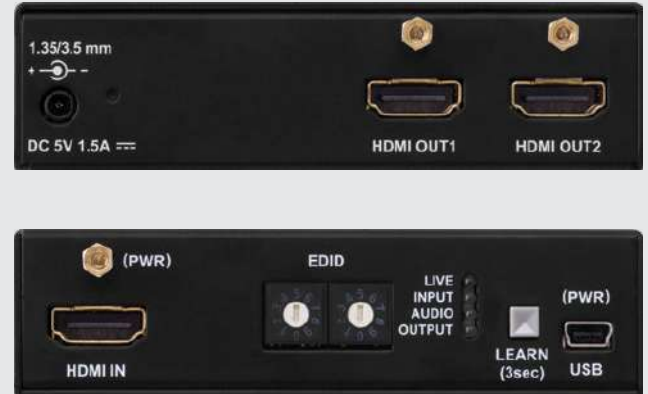 1.35/3.5 mm
+ -
DC 5V 1.5A
HDMI OUT1
HDMI OUT2
(PWR)
HDMI IN
EDID
LIVE
INPUT
AUDIO
OUTPUT
LEARN
(3sec)
(PWR)
USB